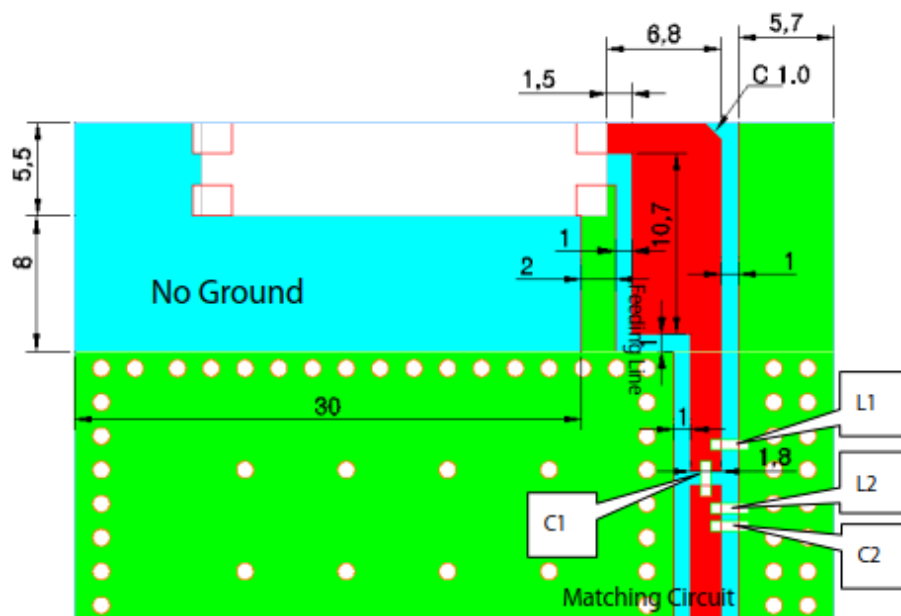 5,7
6,8
1,5
C 1.0
5,5
10,7
8
1
2
1
No Ground
Feeding Line
1
30
1
1,8
L1
L2
C1
C2
Matching Circuit